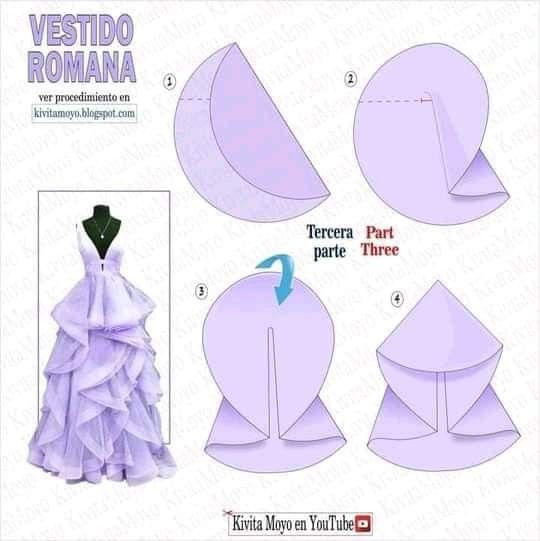 VESTIDO
ROMANA
ver procedimiento en
kivitamoyo.blogspot.com
1
2
Tercera Part
parte Three
3
4
Kivita Moyo en YouTube